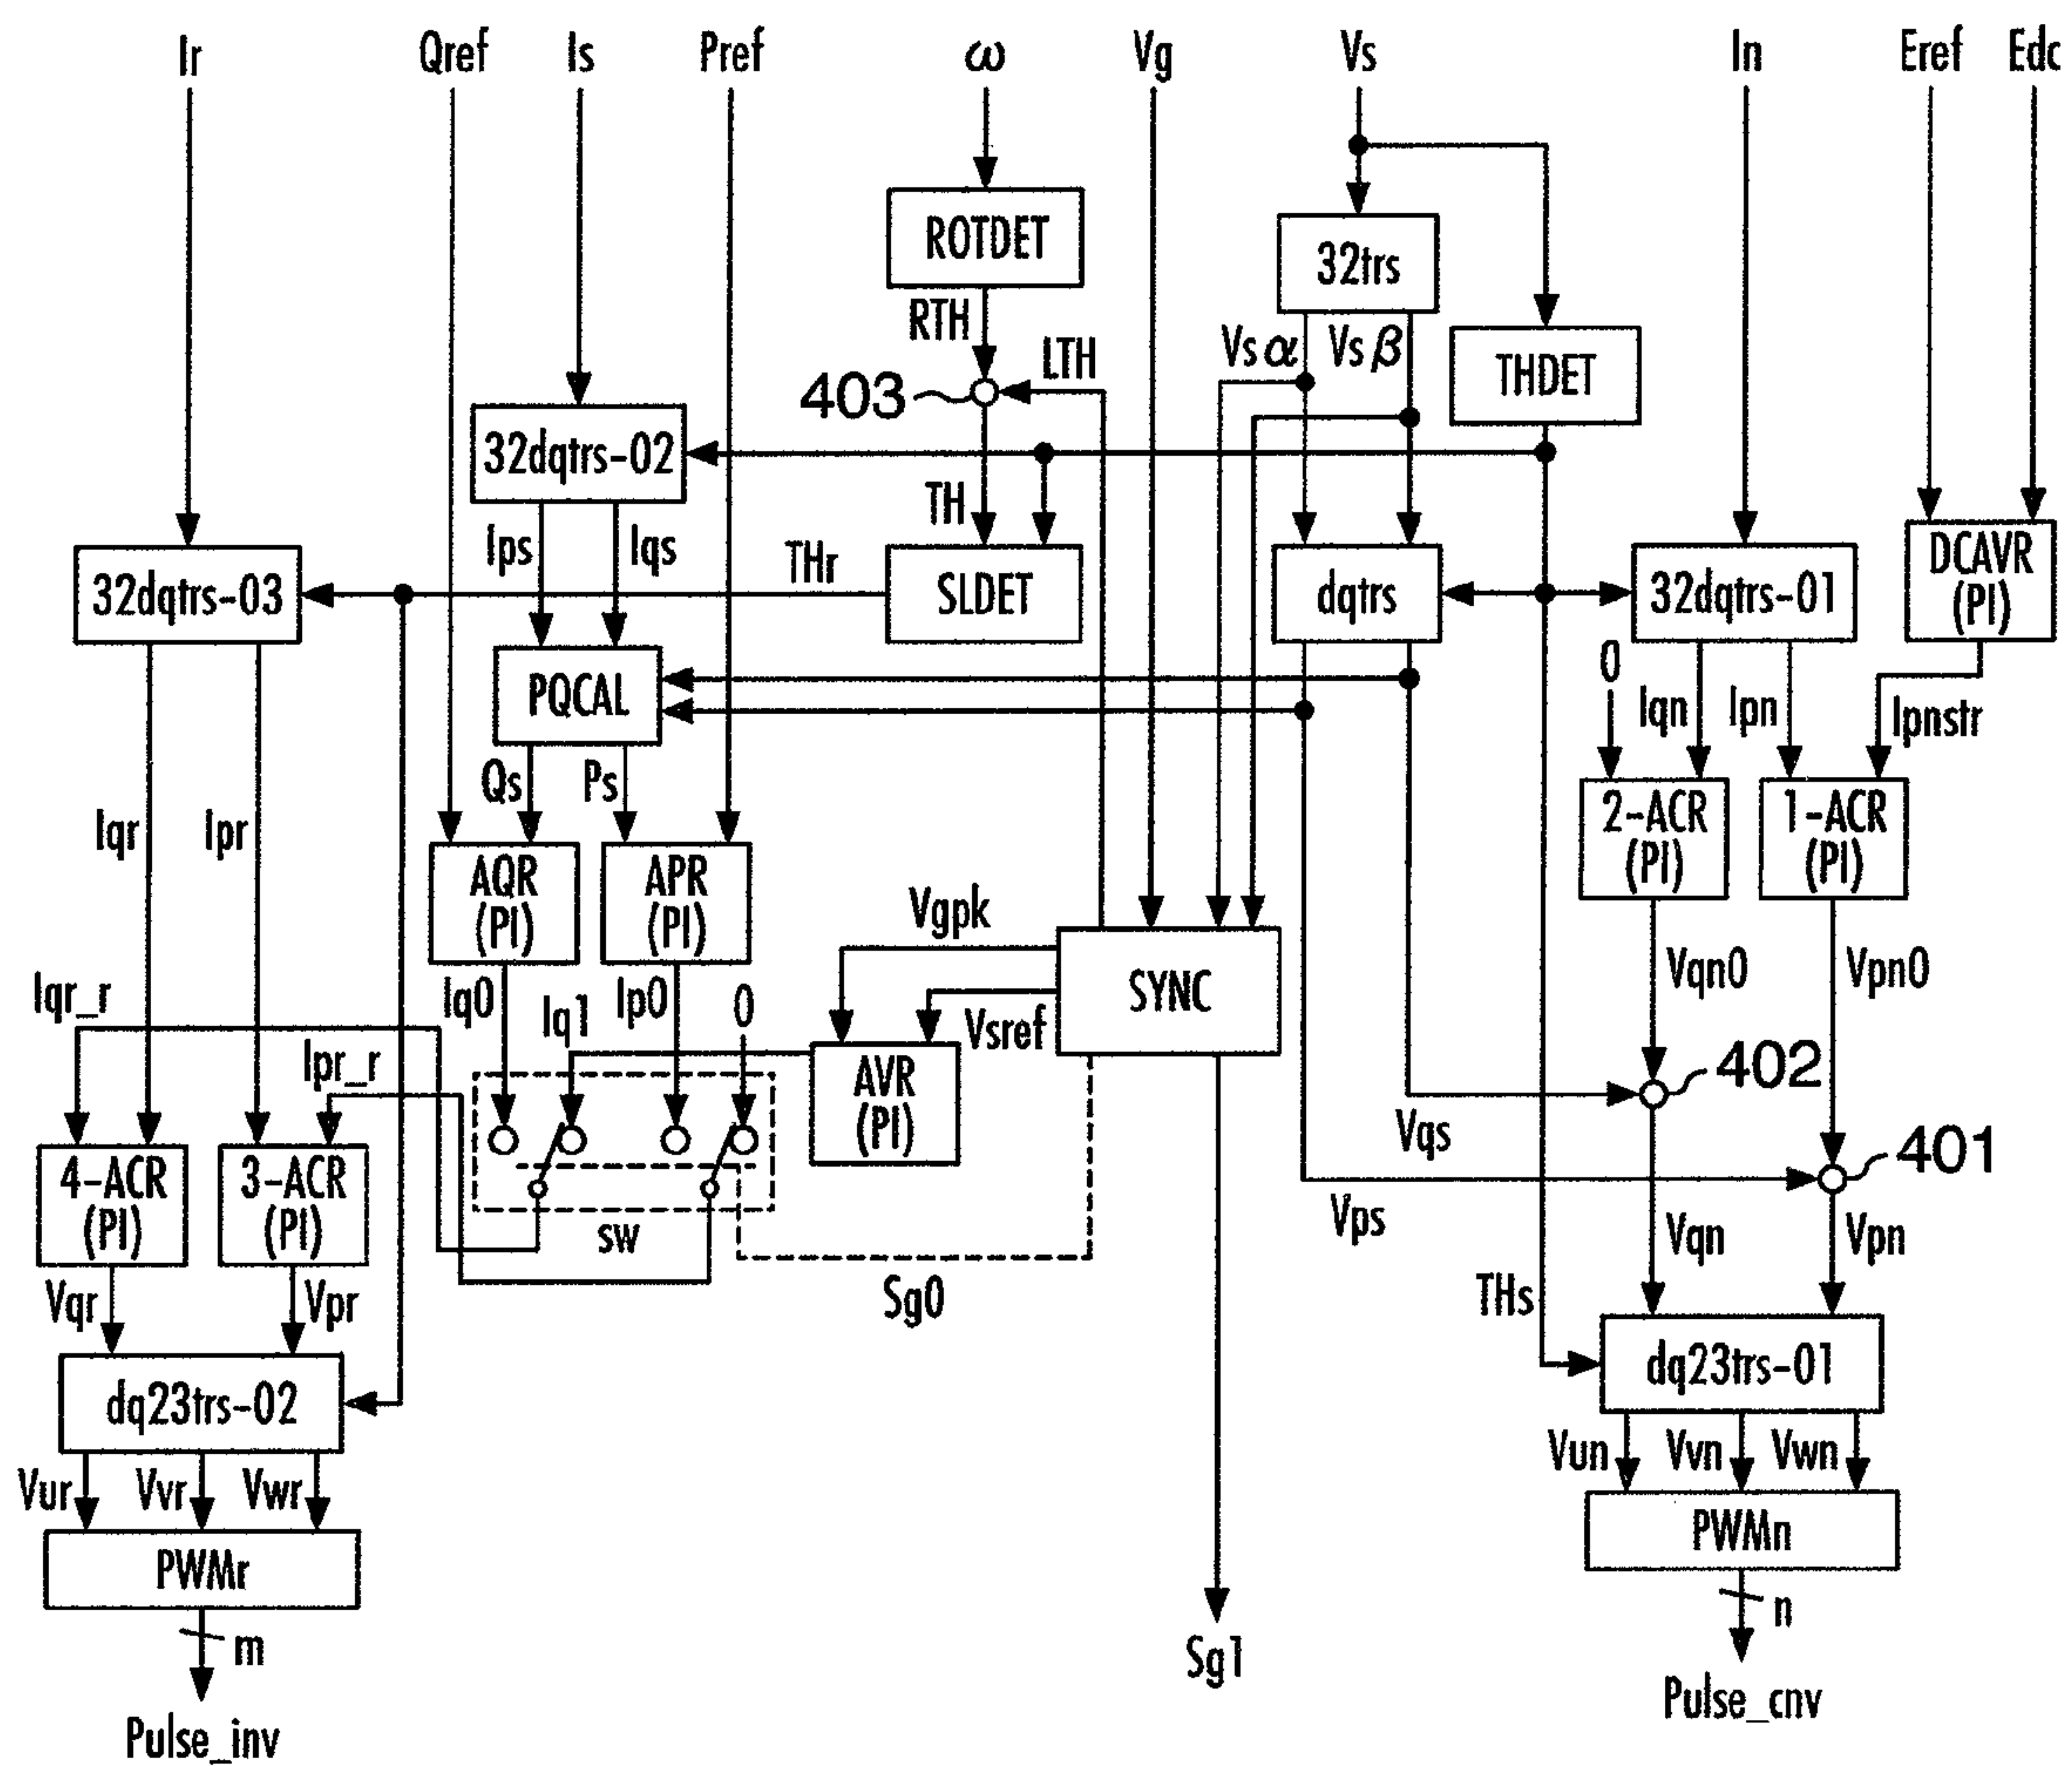 Ir
Qref
Is
Pref
ω
Vg
Vs
In
Eref
Edc
ROTDET
32trs
RTH
LTH
Vsα
Vsβ
THDET
403
32dqtrs-02
TH
Ips
Iqs
THr
32dqtrs-03
SLDET
dqtrs
32dqtrs-01
DCAVR
(PI)
0
Iqn
Ipn
Ipnstr
PQCAL
Qs
Ps
Iqr
Ipr
2-ACR
(PI)
1-ACR
(PI)
AQR
(PI)
APR
(PI)
Vgpk
Vqn0
Vpn0
SYNC
Iqr_r
Iq0
Iq1
Ip0
0
Vsref
Ipr_r
AVR
(PI)
402
Vqs
401
4-ACR
(PI)
3-ACR
(PI)
sw
Vps
Vqn
Vpn
Sg0
THs
Vqr
Vpr
dq23trs-01
dq23trs-02
Vun
Vvn
Vwn
Vur
Vvr
Vwr
PWMn
PWMr
n
m
Sg1
Pulse_cnv
Pulse_inv